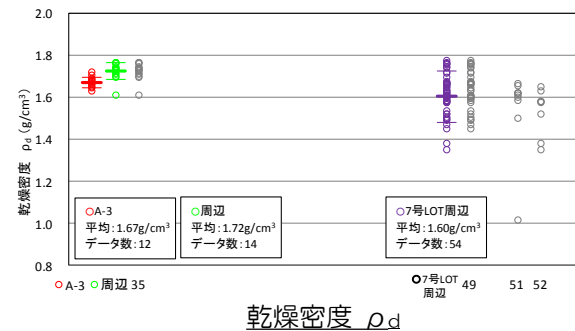 乾燥密度 ρd (g/cm³)
2.0
1.8
1.6
1.4
1.2
1.0
0.8
○A-3
平均:1.67g/cm³
データ数:12
○周辺
平均:1.72g/cm³
データ数:14
○7号LOT周辺
平均:1.60g/cm³
データ数:54
○A-3 ○周辺 35 ○7号LOT周辺 49 51 52
乾燥密度 ρd